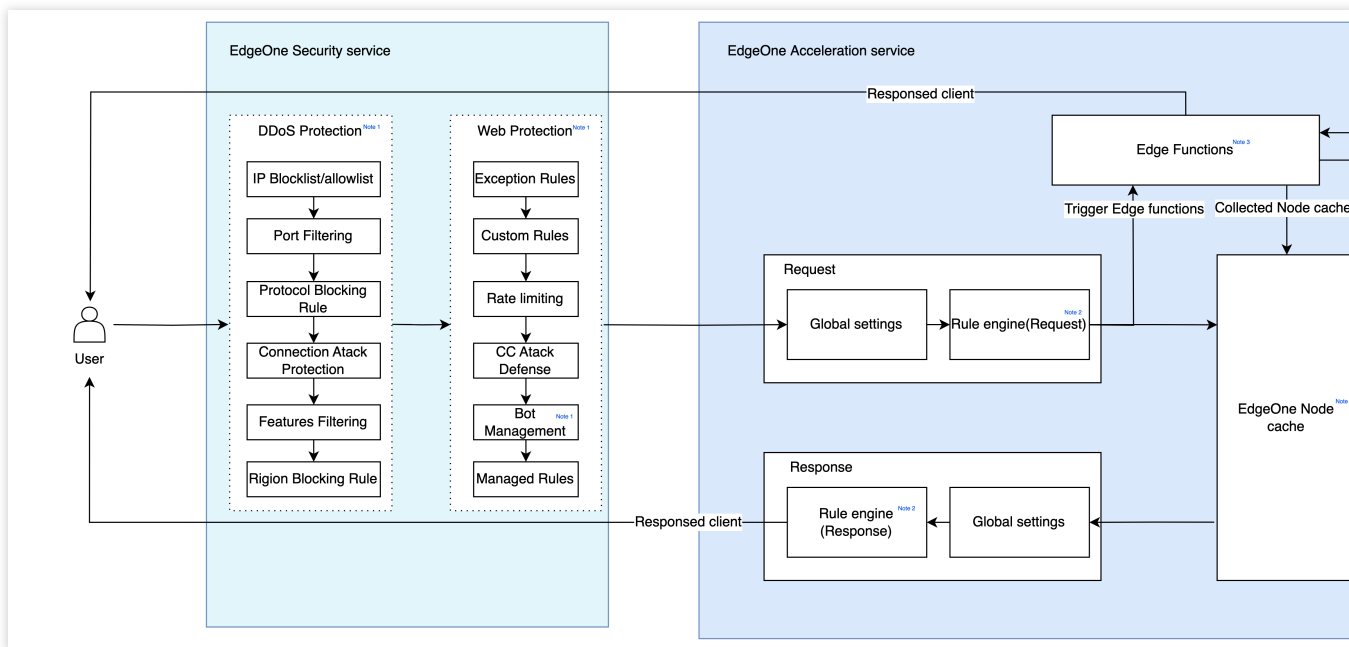 EdgeOne Security service
EdgeOne Acceleration service
Responsed client
DDoS Protection Note 1
IP Blocklist/allowlist
Port Filtering
Protocol Blocking
Rule
Connection Atack
Protection
Features Filtering
Rigion Blocking Rule
Web Protection Note 1
Exception Rules
Custom Rules
Rate limiting
CC Atack
Defense
Bot Note 1
Management
Managed Rules
User
Edge Functions Note 3
Trigger Edge functions
Collected Node cache
Request
Global settings
Rule engine(Request) Note 2
EdgeOne Node Note
cache
Response
Rule engine Note 2
(Response)
Global settings
Responsed client